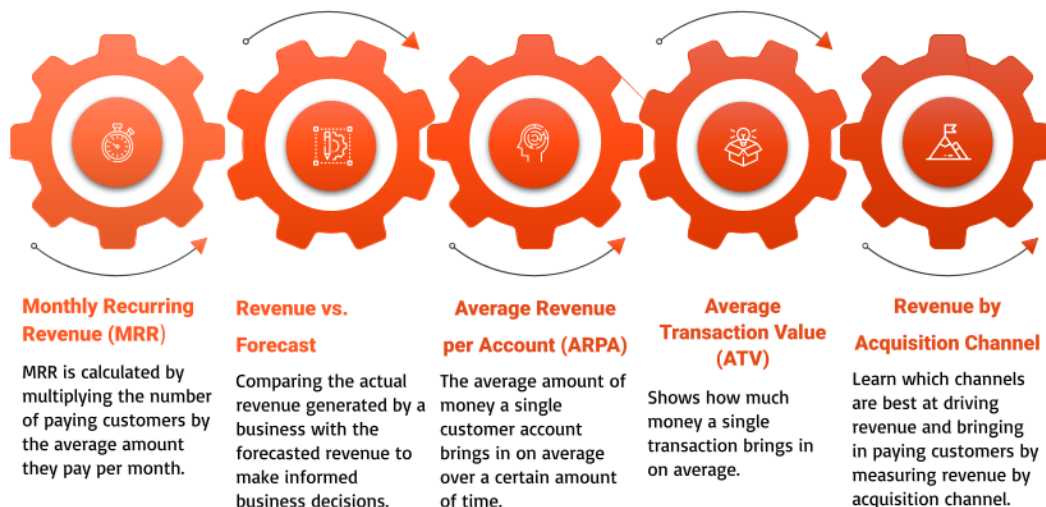 Monthly Recurring
Revenue (MRR)
MRR is calculated by
multiplying the number
of paying customers by
the average amount
they pay per month.
Revenue vs.
Forecast
Comparing the actual
revenue generated by a
business with the
forecasted revenue to
make informed
business decisions.
Average Revenue
per Account (ARPA)
The average amount of
money a single
customer account
brings in on average
over a certain amount
of time.
Average
Transaction Value
(ATV)
Shows how much
money a single
transaction brings in
on average.
Revenue by
Acquisition Channel
Learn which channels
are best at driving
revenue and bringing
in paying customers by
measuring revenue by
acquisition channel.